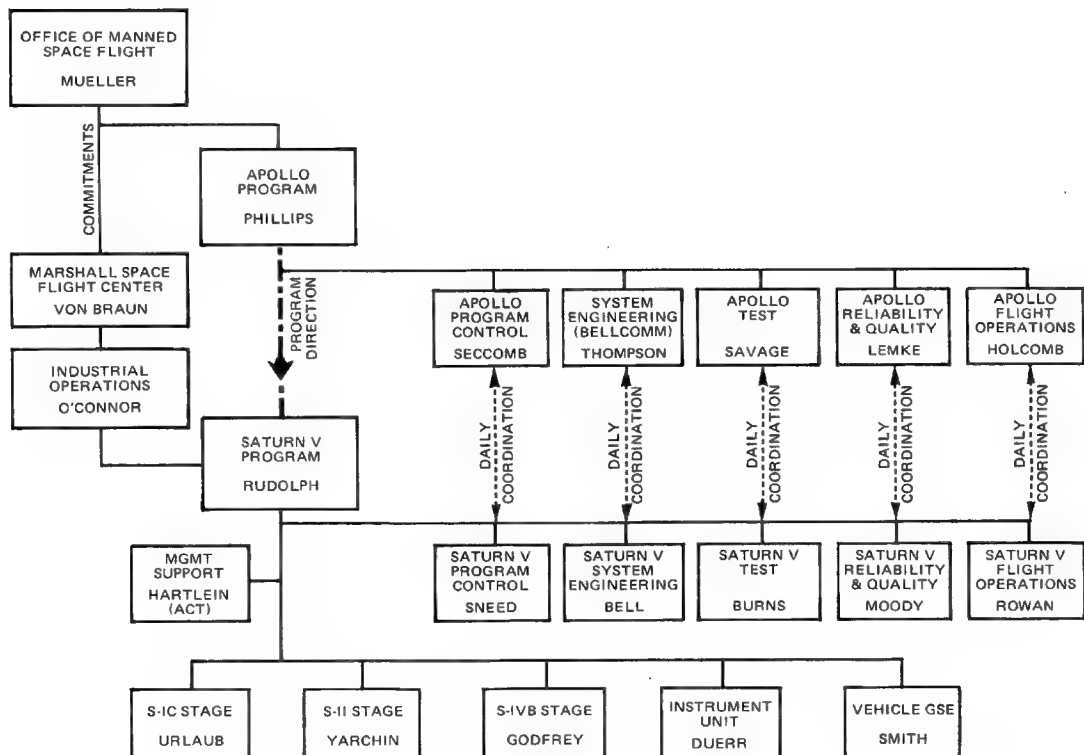 OFFICE OF MANNED
SPACE FLIGHT
MUELLER
COMMITMENTS
APOLLO
PROGRAM
PHILLIPS
MARSHALL SPACE
FLIGHT CENTER
VON BRAUN
INDUSTRIAL
OPERATIONS
O'CONNOR
PROGRAM
DIRECTION
APOLLO
PROGRAM
CONTROL
SECCOMB
SYSTEM
ENGINEERING
(BELLCOMM)
THOMPSON
APOLLO
TEST
SAVAGE
APOLLO
RELIABILITY
& QUALITY
LEMKE
APOLLO
FLIGHT
OPERATIONS
HOLCOMB
SATURN V
PROGRAM
RUDOLPH
DAILY
COORDINATION
DAILY
COORDINATION
DAILY
COORDINATION
DAILY
COORDINATION
DAILY
COORDINATION
MGMT
SUPPORT
HARTLEIN
(ACT)
SATURN V
PROGRAM
CONTROL
SNEED
SATURN V
SYSTEM
ENGINEERING
BELL
SATURN V
TEST
BURNS
SATURN V
RELIABILITY
& QUALITY
MOODY
SATURN V
FLIGHT
OPERATIONS
ROWAN
S-IC STAGE
URLAUB
S-II STAGE
YARCHIN
S-IVB STAGE
GODFREY
INSTRUMENT
UNIT
DUERR
VEHICLE GSE
SMITH